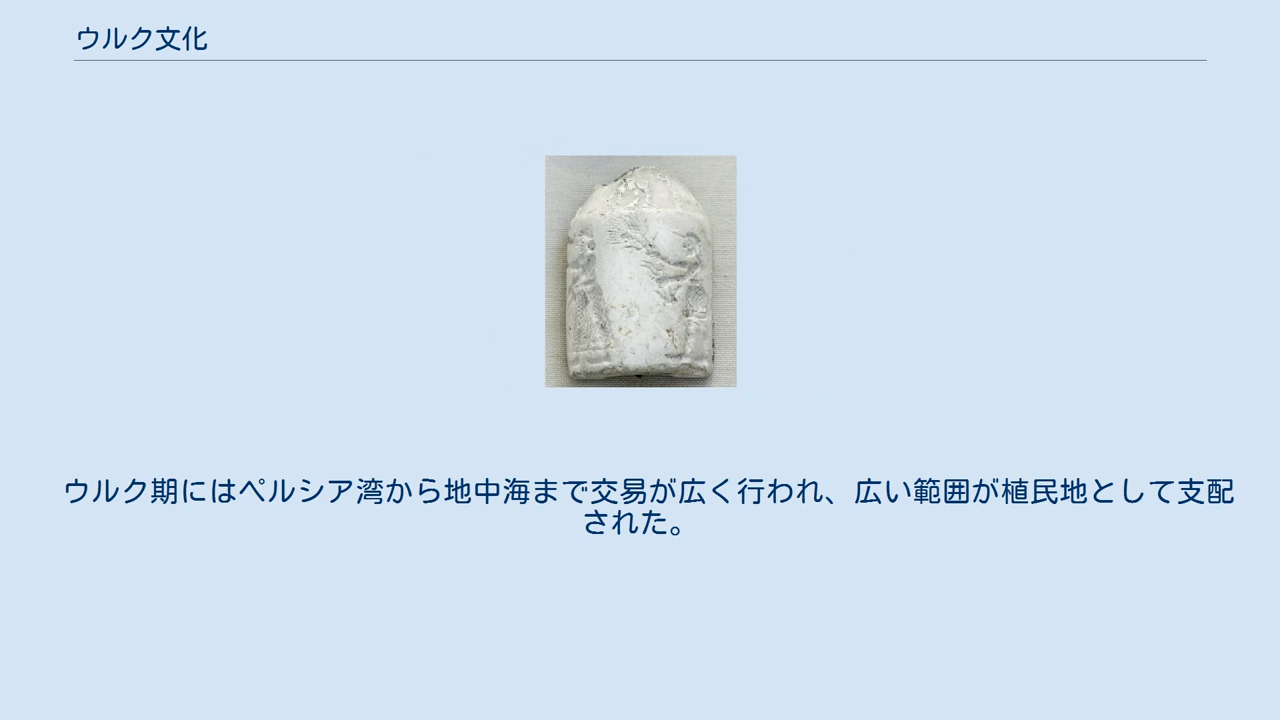 ウルク文化
ウルク期にはペルシア湾から地中海まで交易が広く行われ、広い範囲が植民地として支配
された。